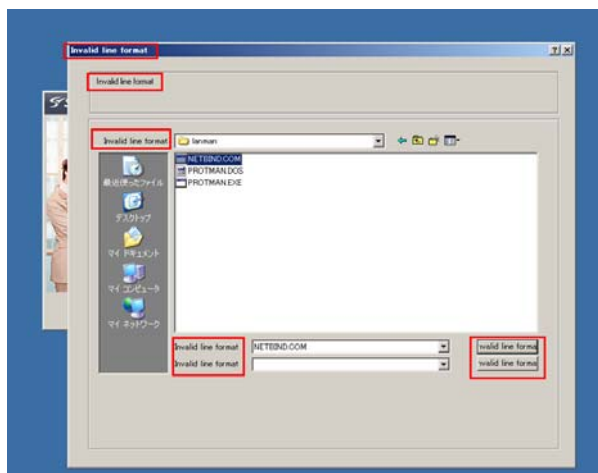 Invalid line format
Invalid line format
Invalid line format
lanman
NETBIND.COM
PROTMAN.DOS
PROTMAN.EXE
最近使ったファイル
デスクトップ
マイ ドキュメント
マイ コンピュータ
マイ ネットワーク
Invalid line format
NETBIND.COM
nvalid line forma
Invalid line format
nvalid line forma